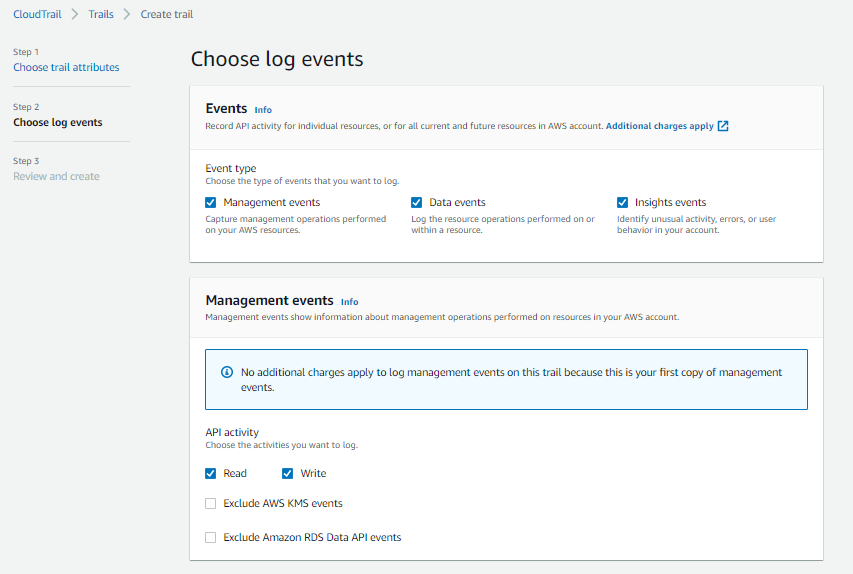 CloudTrail > Trails > Create trail
Step 1
Choose trail attributes
Step 2
Choose log events
Step 3
Review and create
Choose log events
Events Info
Record API activity for individual resources, or for all current and future resources in AWS account. Additional charges apply
Event type
Choose the type of events that you want to log.
Management events
Capture management operations performed
on your AWS resources.
Data events
Log the resource operations performed on or
within a resource.
Insights events
Identify unusual activity, errors, or user
behavior in your account.
Management events Info
Management events show information about management operations performed on resources in your AWS account.
No additional charges apply to log management events on this trail because this is your first copy of management
events.
API activity
Choose the activities you want to log.
Read Write
Exclude AWS KMS events
Exclude Amazon RDS Data API events